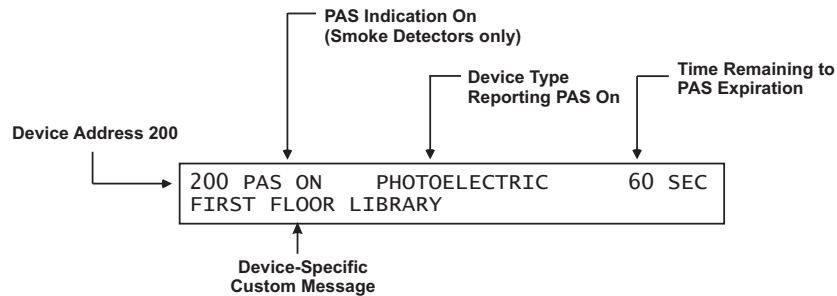 PAS Indication On
(Smoke Detectors only)
Device Type
Reporting PAS On
Time Remaining to
PAS Expiration
Device Address 200
200 PAS ON PHOTOELECTRIC 60 SEC
FIRST FLOOR LIBRARY
Device-Specific
Custom Message